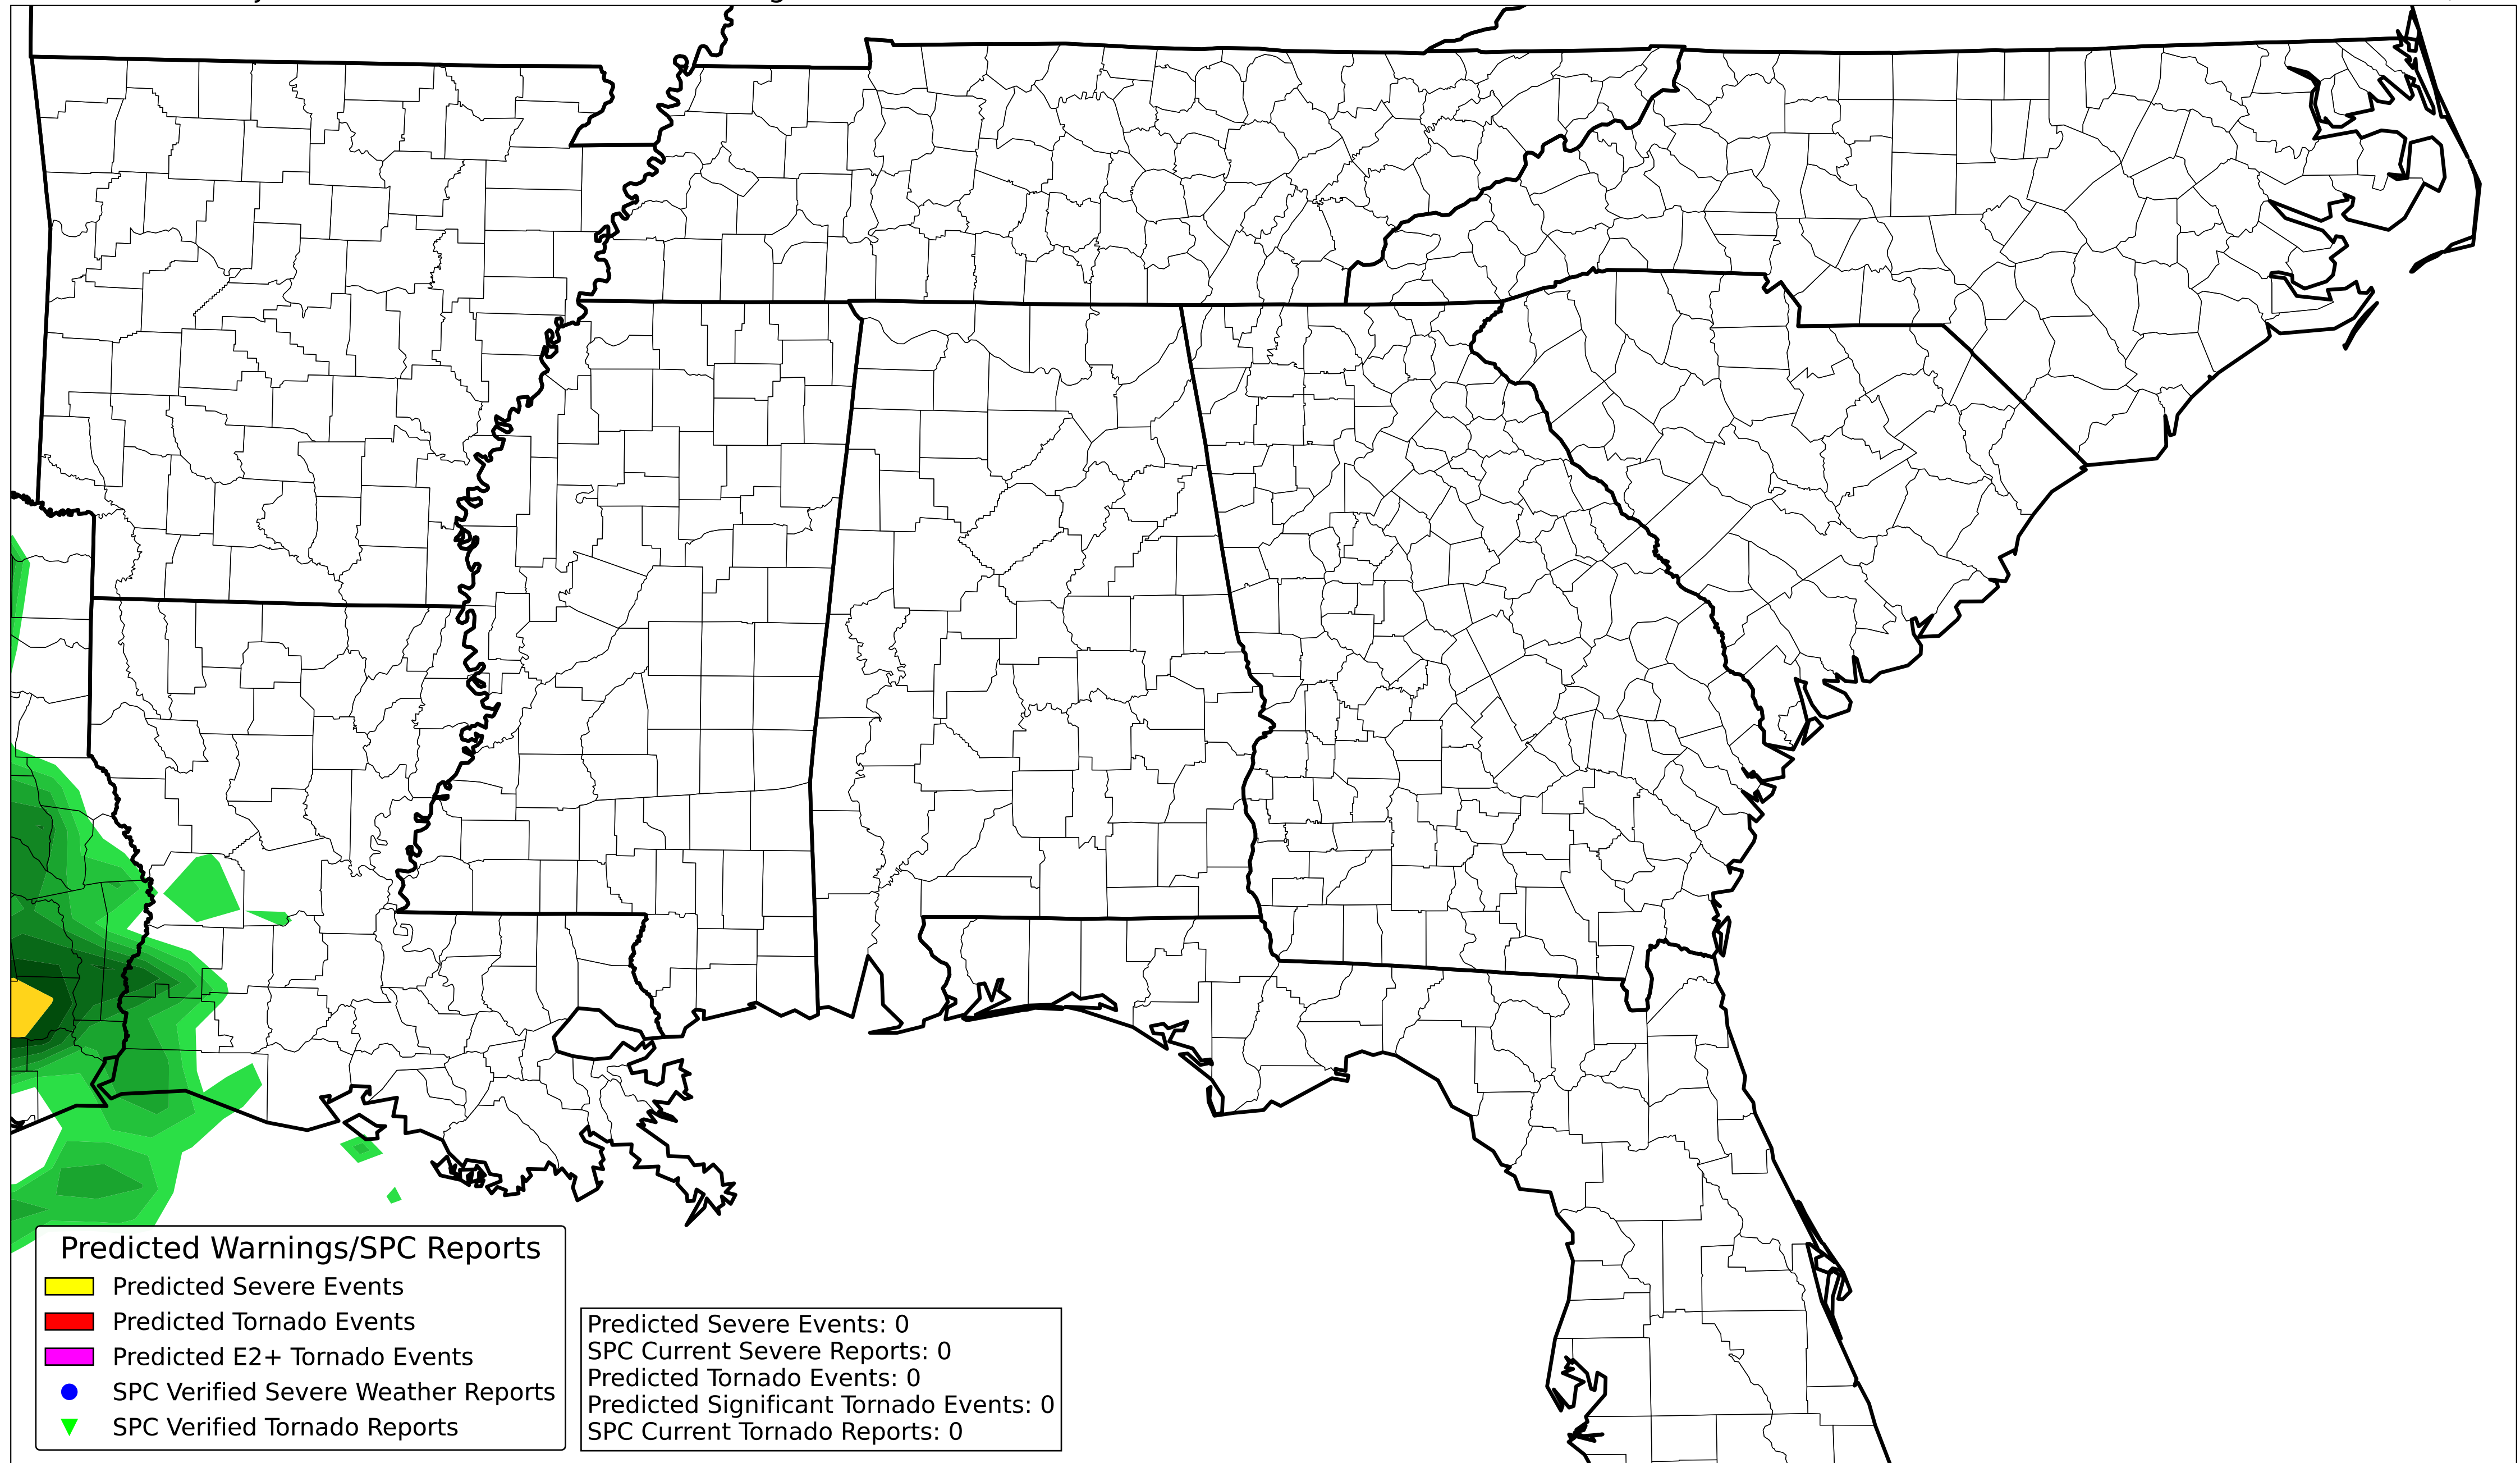 Predicted Warnings/SPC Reports
Predicted Severe Events
Predicted Tornado Events
Predicted E2+ Tornado Events
SPC Verified Severe Weather Reports
SPC Verified Tornado Reports
Predicted Severe Events: 0
SPC Current Severe Reports: 0
Predicted Tornado Events: 0
Predicted Significant Tornado Events: 0
SPC Current Tornado Reports: 0